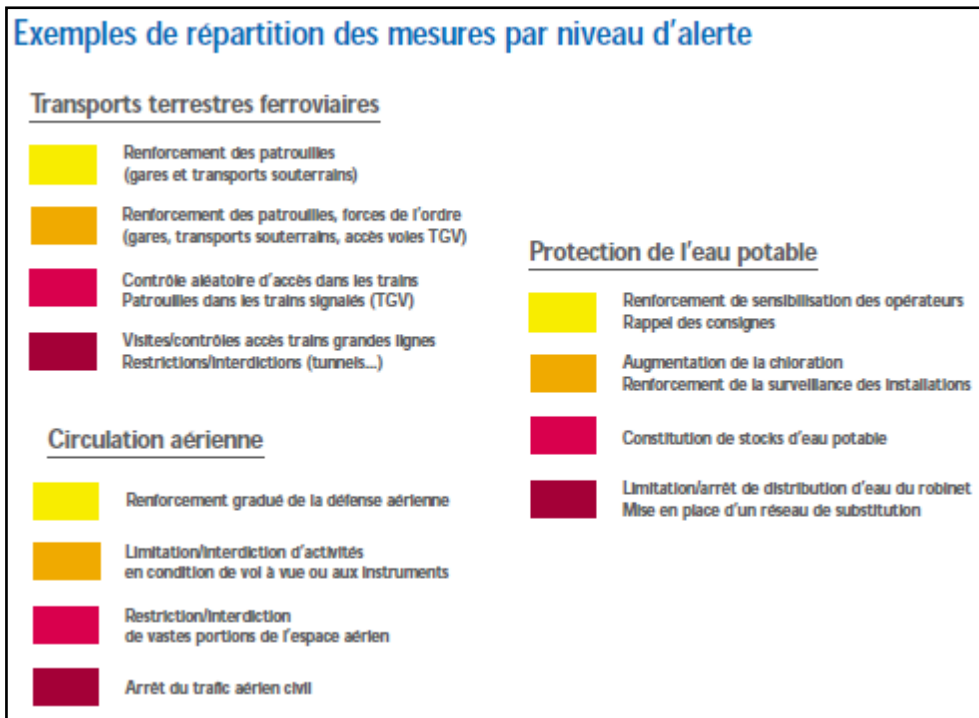 Exemples de répartition des mesures par niveau d'alerte
Transports terrestres ferroviaires
Renforcement des patrouilles
(gares et transports souterrains)
Renforcement des patrouilles, forces de l'ordre
(gares, transports souterrains, accès voies TGV)
Contrôle aléatoire d'accès dans les trains
Patrouilles dans les trains signalés (TGV)
Visites/contrôles accès trains grandes lignes
Restrictions/interdictions (tunnels...)
Circulation aérienne
Renforcement gradué de la défense aérienne
Limitation/interdiction d'activités
en condition de vol à vue ou aux instruments
Restriction/interdiction
de vastes portions de l'espace aérien
Arrêt du trafic aérien civil
Protection de l'eau potable
Renforcement de sensibilisation des opérateurs
Rappel des consignes
Augmentation de la chloration
Renforcement de la surveillance des installations
Constitution de stocks d'eau potable
Limitation/arrêt de distribution d'eau du robinet
Mise en place d'un réseau de substitution